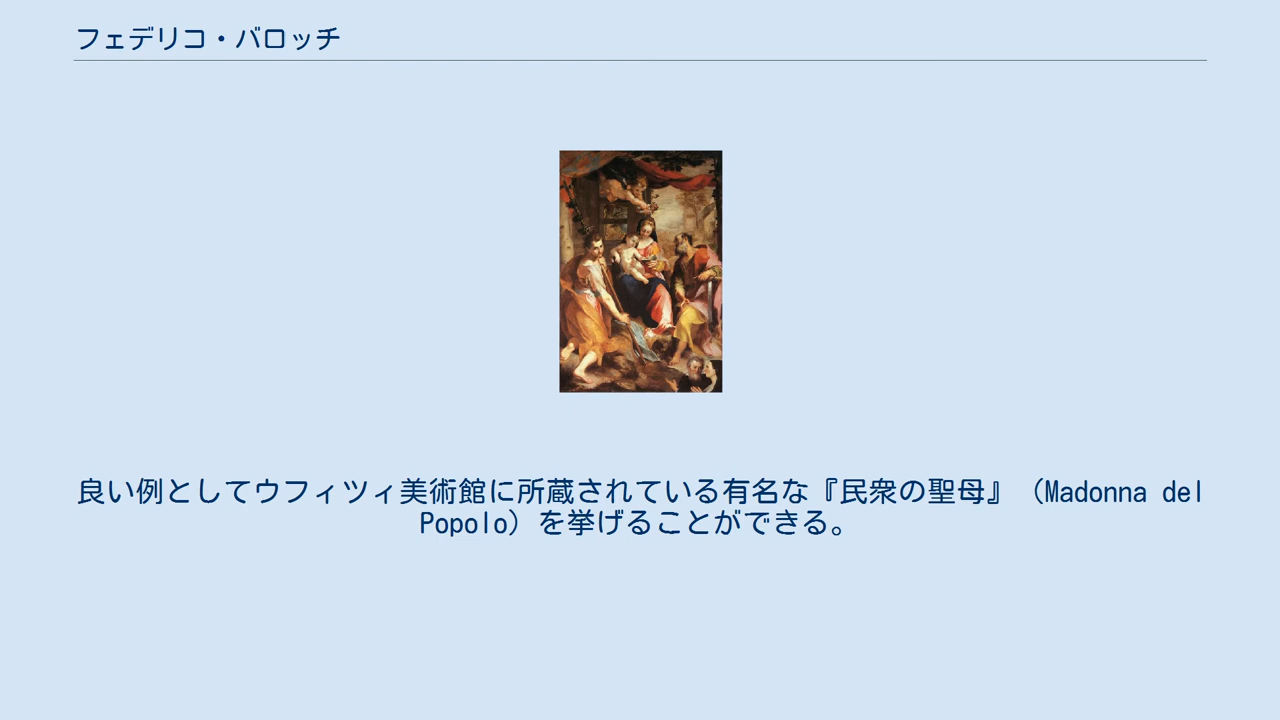 フェデリコ・バロッチ
良い例としてウフィツィ美術館に所蔵されている有名な『民衆の聖母』（Madonna del
Popolo）を挙げることができる。